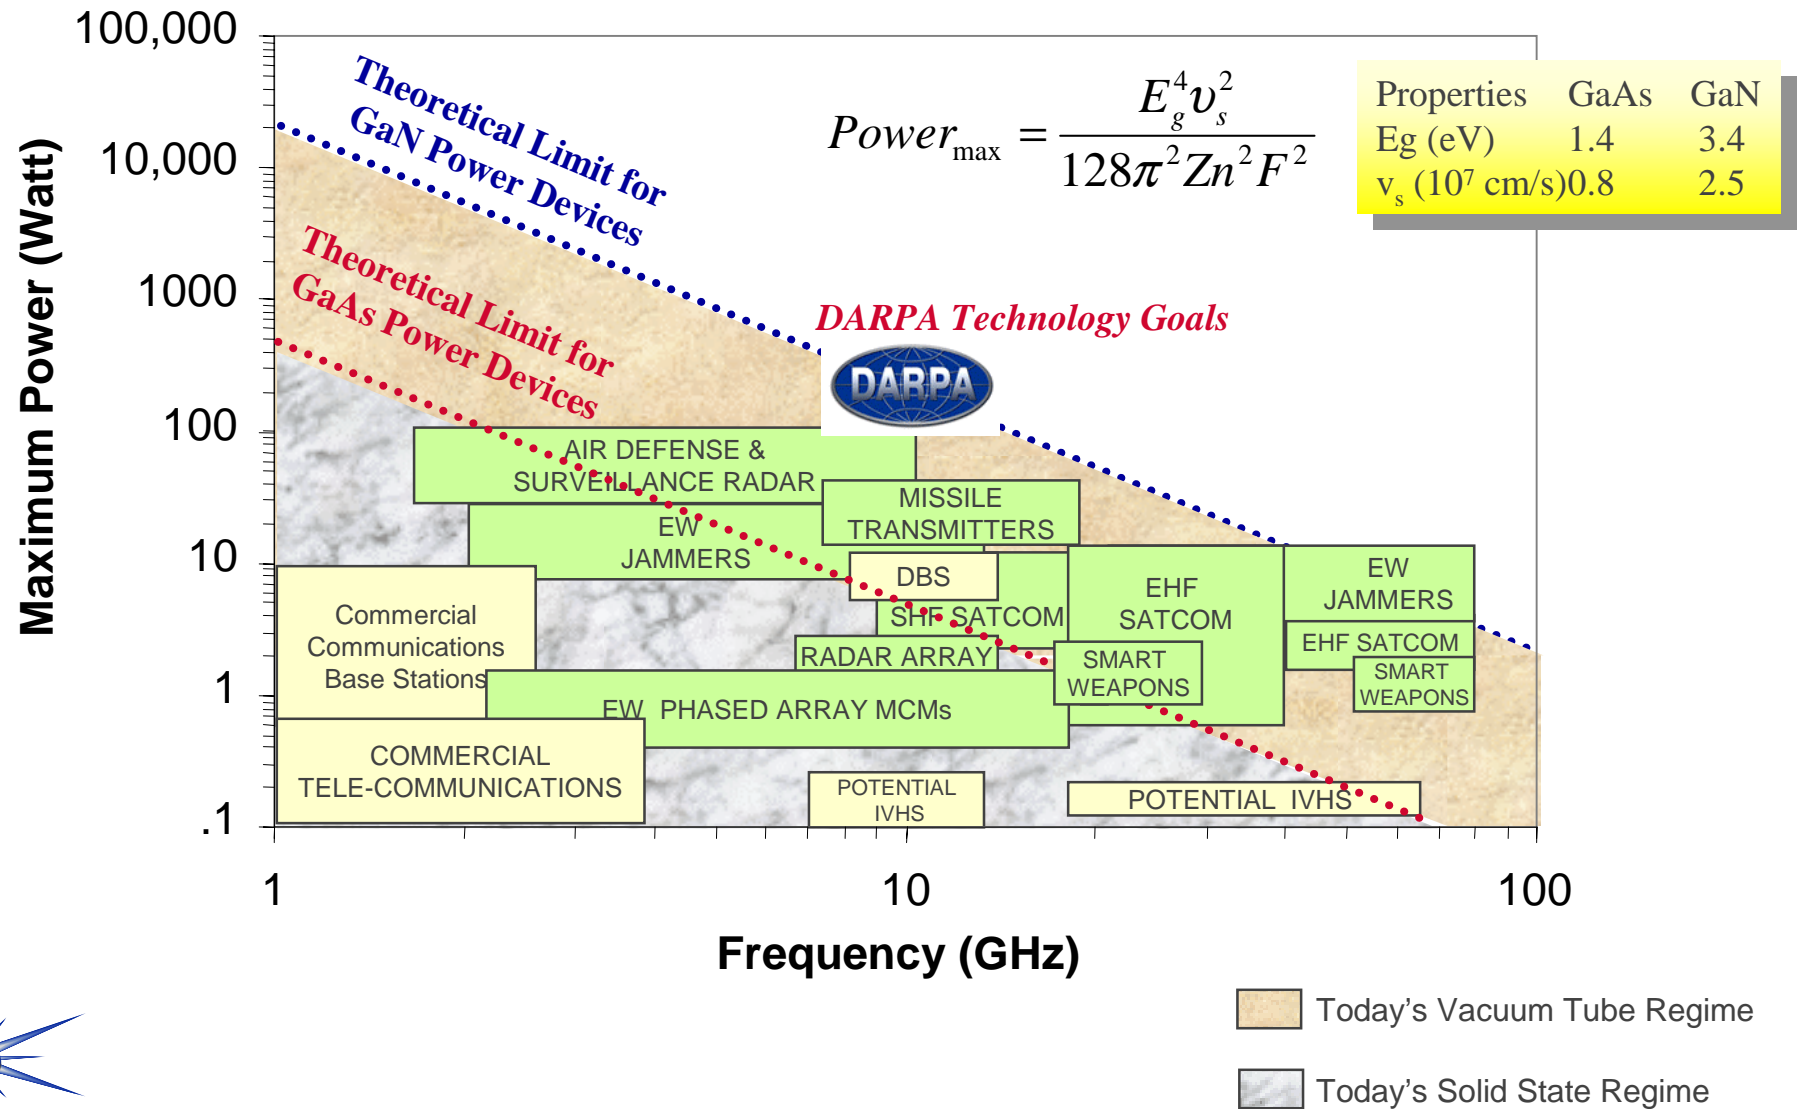 100,000
10,000
1000
100
10
1
.1
Maximum Power (Watt)
Theoretical Limit for
GaN Power Devices
Theoretical Limit for
GaAs Power Devices
Power_max = E_g^4 υ_s^2 / 128π^2 Zn^2 F^2
Properties GaAs GaN
Eg (eV) 1.4 3.4
v_s (10^7 cm/s) 0.8 2.5
DARPA Technology Goals
DARPA
AIR DEFENSE &
SURVEILLANCE RADAR
MISSILE
TRANSMITTERS
EW
JAMMERS
DBS
SHF SATCOM
EHF
SATCOM
EW
JAMMERS
EHF SATCOM
SMART
WEAPONS
RADAR ARRAY
SMART
WEAPONS
Commercial
Communications
Base Stations
EW PHASED ARRAY MCMs
COMMERCIAL
TELE-COMMUNICATIONS
POTENTIAL
IVHS
POTENTIAL IVHS
1
10
100
Frequency (GHz)
Today's Vacuum Tube Regime
Today's Solid State Regime